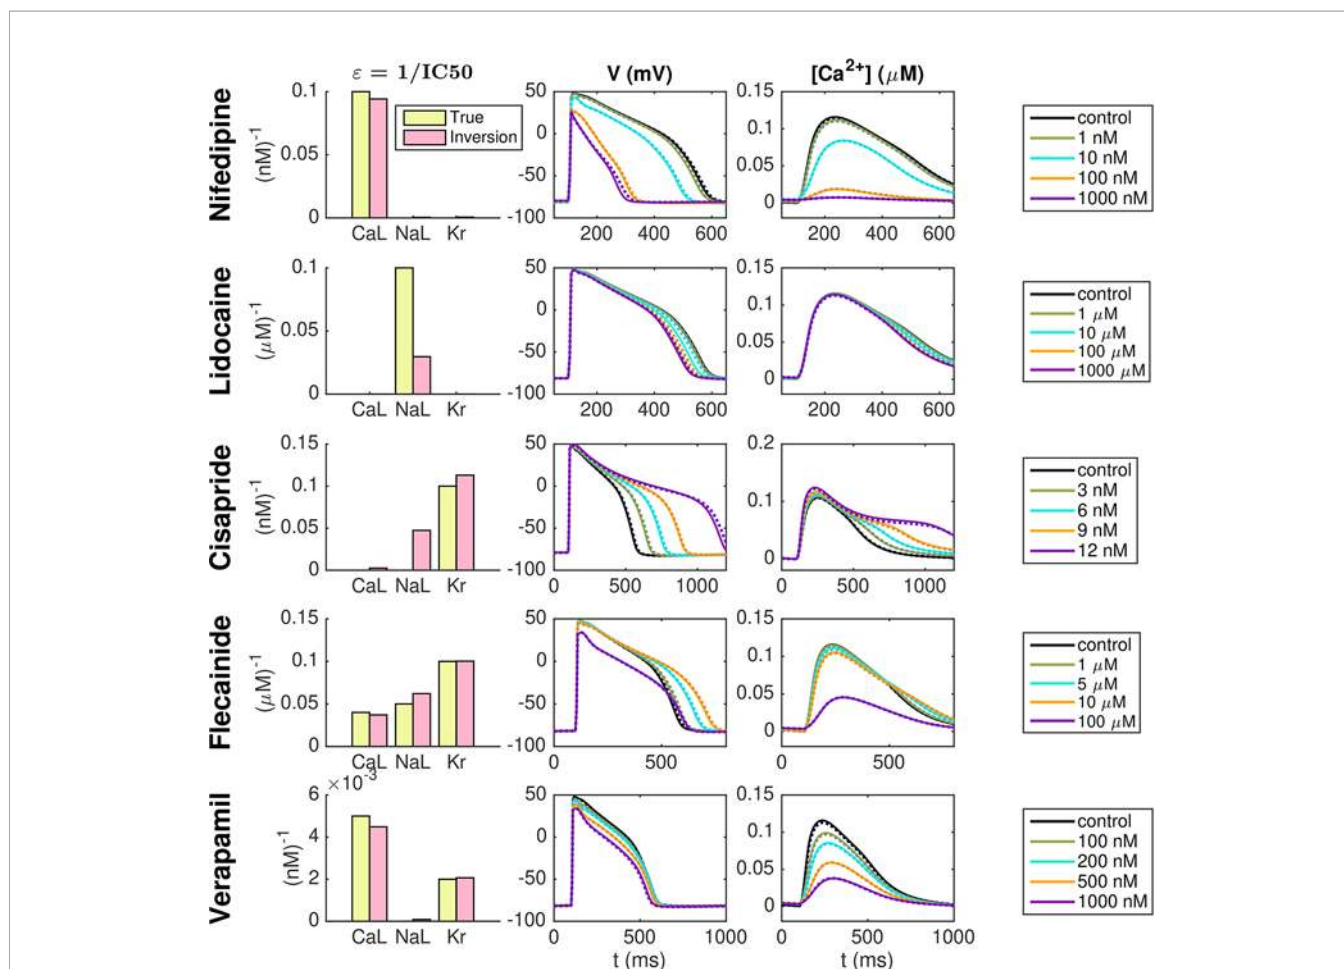 ε = 1/IC50
V (mV)
[Ca2+] (μM)
Nifedipine
(nM)-1
0.1
0.05
0
CaL
NaL
Kr
True
Inversion
50
0
-50
-100
200
400
600
0.15
0.1
0.05
0
200
400
600
control
1 nM
10 nM
100 nM
1000 nM
Lidocaine
(μM)-1
0.1
0.05
0
CaL
NaL
Kr
50
0
-50
-100
200
400
600
0.15
0.1
0.05
0
200
400
600
control
1 μM
10 μM
100 μM
1000 μM
Cisapride
(nM)-1
0.15
0.1
0.05
0
CaL
NaL
Kr
50
0
-50
-100
0
500
1000
0.2
0.1
0
0
500
1000
control
3 nM
6 nM
9 nM
12 nM
Flecainide
(μM)-1
0.15
0.1
0.05
0
CaL
NaL
Kr
50
0
-50
-100
0
500
0.15
0.1
0.05
0
0
500
control
1 μM
5 μM
10 μM
100 μM
Verapamil
(nM)-1
×10-3
6
4
2
0
CaL
NaL
Kr
50
0
-50
-100
0
500
1000
t (ms)
0.15
0.1
0.05
0
0
500
1000
t (ms)
control
100 nM
200 nM
500 nM
1000 nM